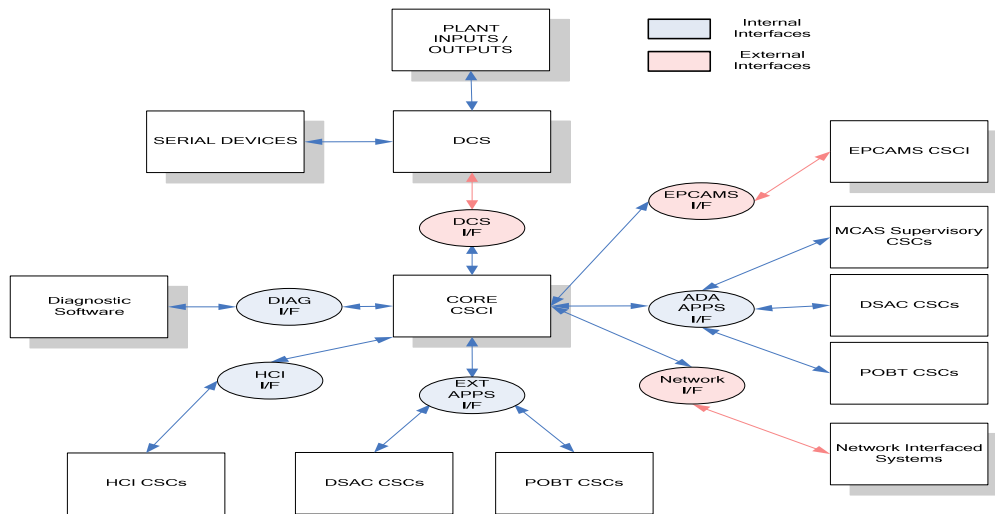 PLANT
INPUTS /
OUTPUTS
Internal
Interfaces
External
Interfaces
SERIAL DEVICES
DCS
EPCAMS CSCI
EPCAMS
I/F
DCS
I/F
MCAS Supervisory
CSCs
Diagnostic
Software
DIAG
I/F
CORE
CSCI
ADA
APPS
I/F
DSAC CSCs
HCI
I/F
EXT
APPS
I/F
Network
I/F
POBT CSCs
Network Interfaced
Systems
HCI CSCs
DSAC CSCs
POBT CSCs